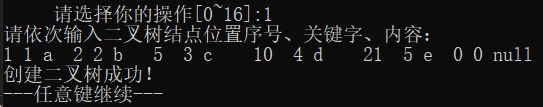 请选择你的操作[0~16]:1
请依次输入二叉树结点位置序号、关键字、内容:
1 1 a  2 2 b   5  3 c    10  4 d    21  5 e  0 0 null
创建二叉树成功!
---任意键继续---